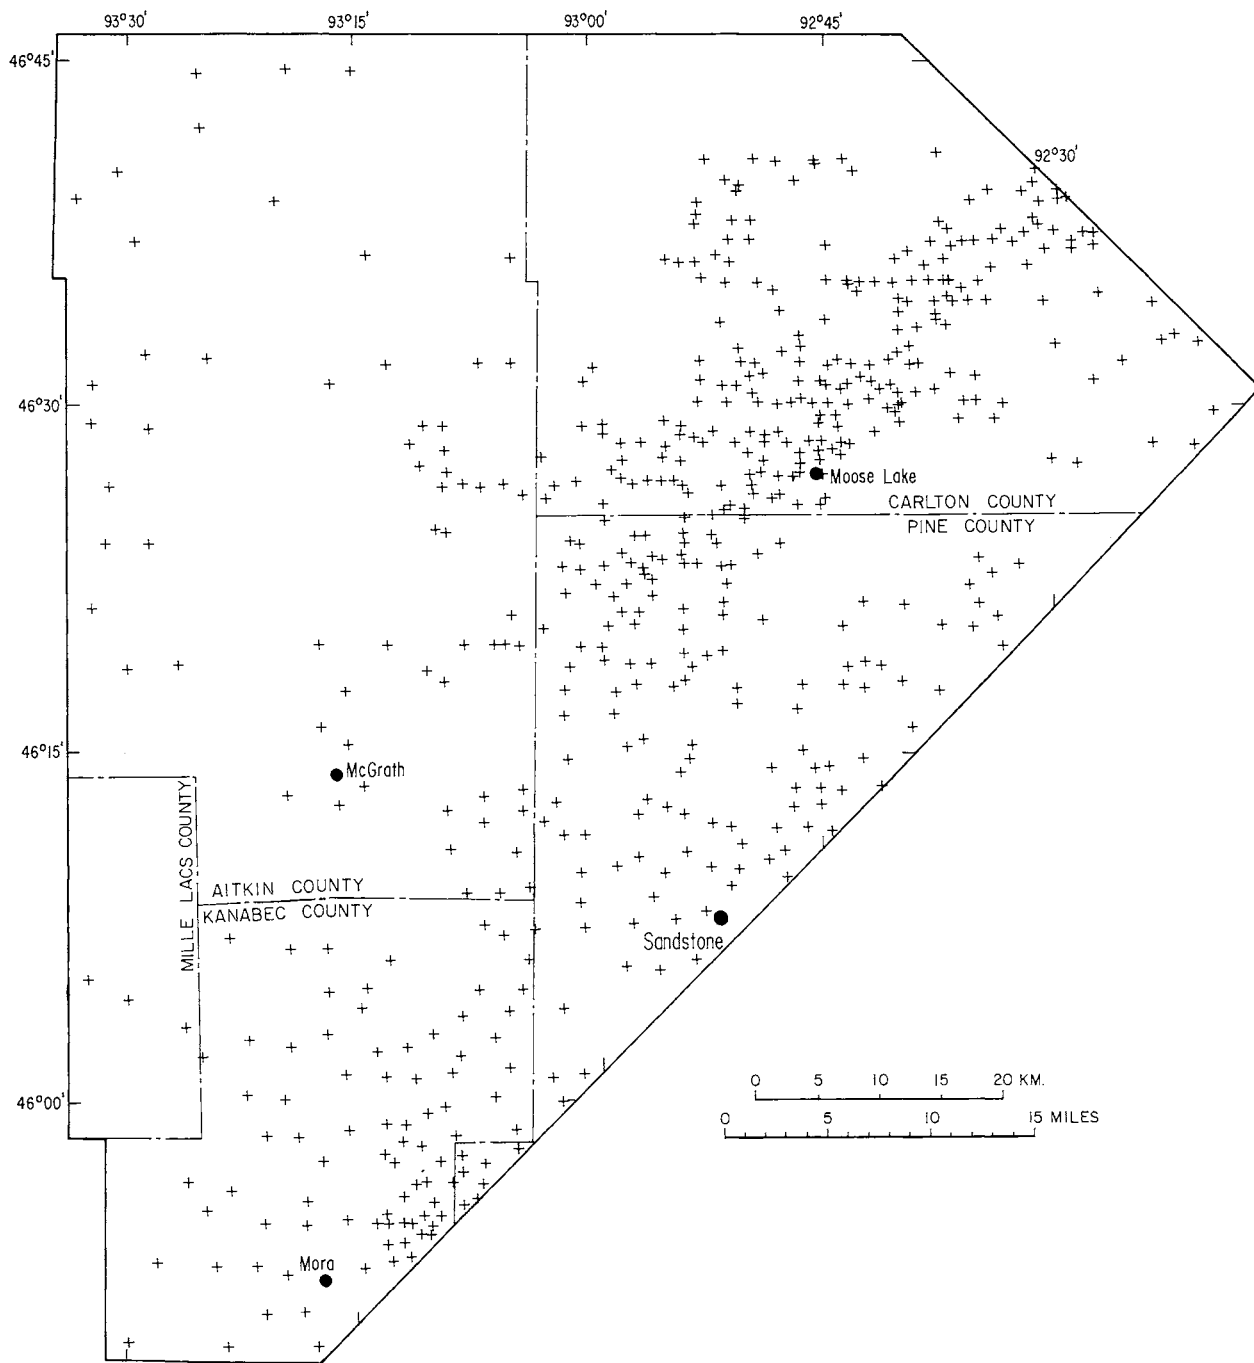 93°30'
93°15'
93°00'
92°45'
46°45'
92°30'
46°30'
Moose Lake
CARLTON COUNTY
PINE COUNTY
46°15'
McGrath
MILLE LACS COUNTY
AITKIN COUNTY
KANABEC COUNTY
Sandstone
0 5 10 15 20 KM.
46°00'
0 5 10 15 MILES
Mora